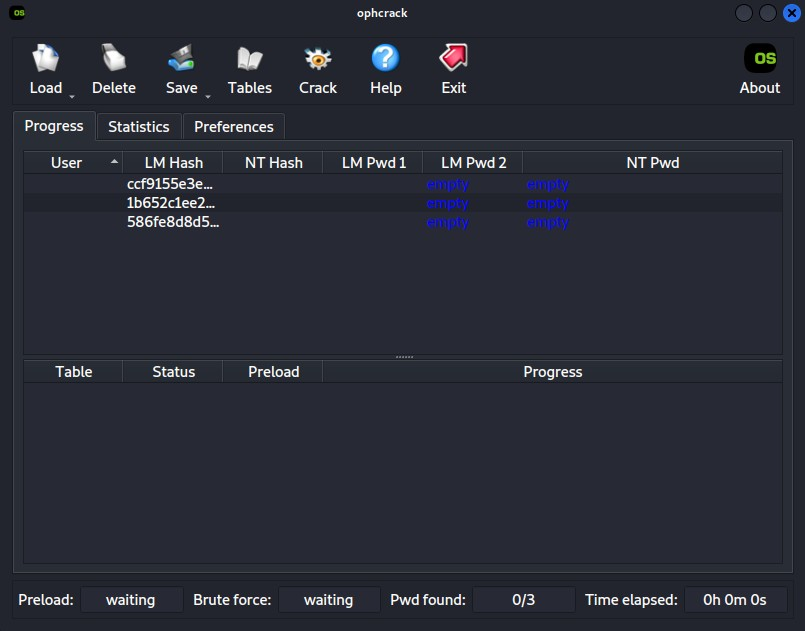 os
ophcrack
Load Delete Save Tables Crack Help Exit OS About
Progress Statistics Preferences
User LM Hash NT Hash LM Pwd 1 LM Pwd 2 NT Pwd
ccf9155e3e... empty empty
1b652c1ee2... empty empty
586fe8d8d5... empty empty
Table Status Preload Progress
Preload: waiting Brute force: waiting Pwd found: 0/3 Time elapsed: 0h 0m 0s